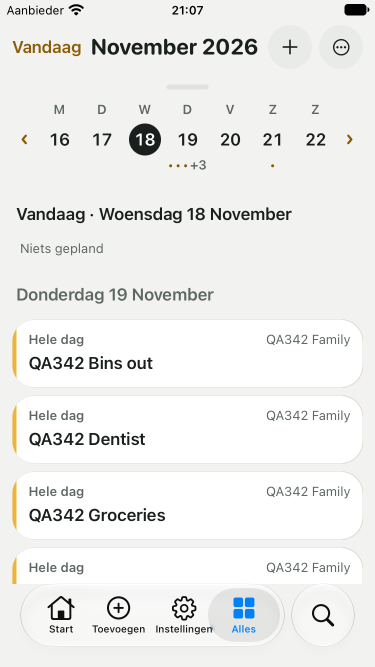 Aanbieder 21:07
Vandaag November 2026
M D W D V Z Z
‹ 16 17 18 19 20 21 22 ›
+3
Vandaag · Woensdag 18 November
Niets gepland
Donderdag 19 November
Hele dag QA342 Family
QA342 Bins out
Hele dag QA342 Family
QA342 Dentist
Hele dag QA342 Family
QA342 Groceries
Hele dag QA342 Family
Start Toevoegen Instellingen Alles